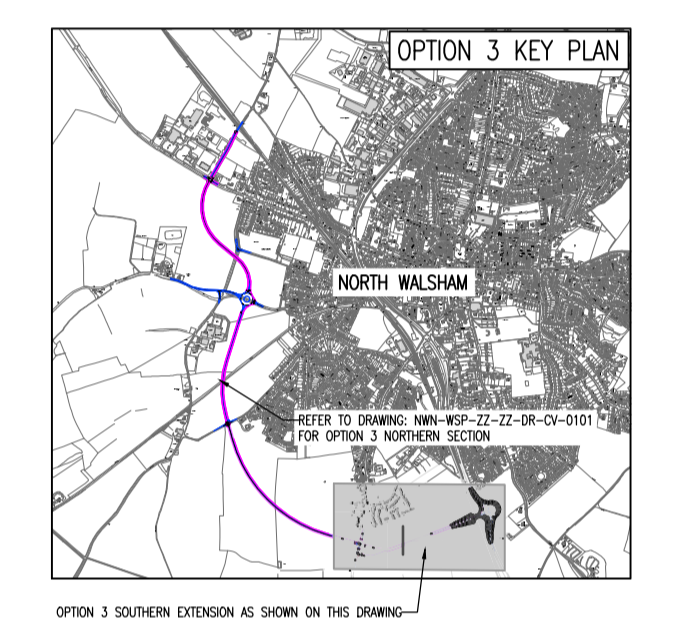 OPTION 3 KEY PLAN
NORTH WALSHAM
REFER TO DRAWING: NWN-WSP-ZZ-ZZ-DR-CV-0101
FOR OPTION 3 NORTHERN SECTION
OPTION 3 SOUTHERN EXTENSION AS SHOWN ON THIS DRAWING